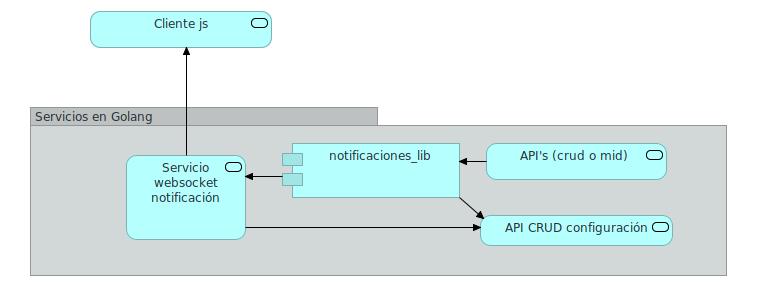 Cliente js
Servicios en Golang
Servicio
websocket
notificación
notificaciones_lib
API's (crud o mid)
API CRUD configuración